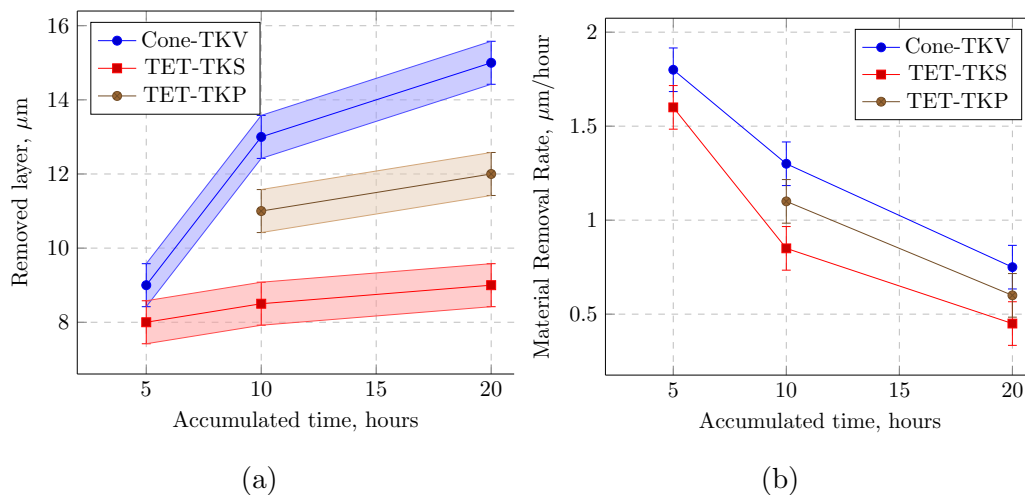 16
14
12
10
8
5
10
15
20
Removed layer, μm
Accumulated time, hours
Cone-TKV
TET-TKS
TET-TKP
(a)
2
1.5
1
0.5
5
10
15
20
Material Removal Rate, μm/hour
Accumulated time, hours
Cone-TKV
TET-TKS
TET-TKP
(b)